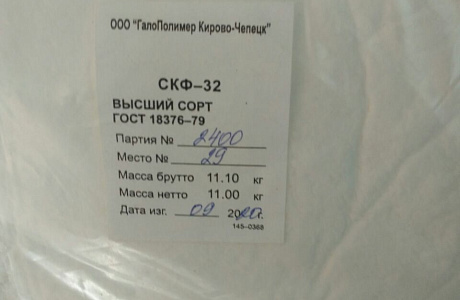 ООО "ГалоПолимер Кирово-Чепецк"
СКФ–32
ВЫСШИЙ СОРТ
ГОСТ 18376–79
Партия № 2400
Место № 29
Масса брутто 11.10 кг
Масса нетто 11.00 кг
Дата изг. 09 2020г.
145–0368